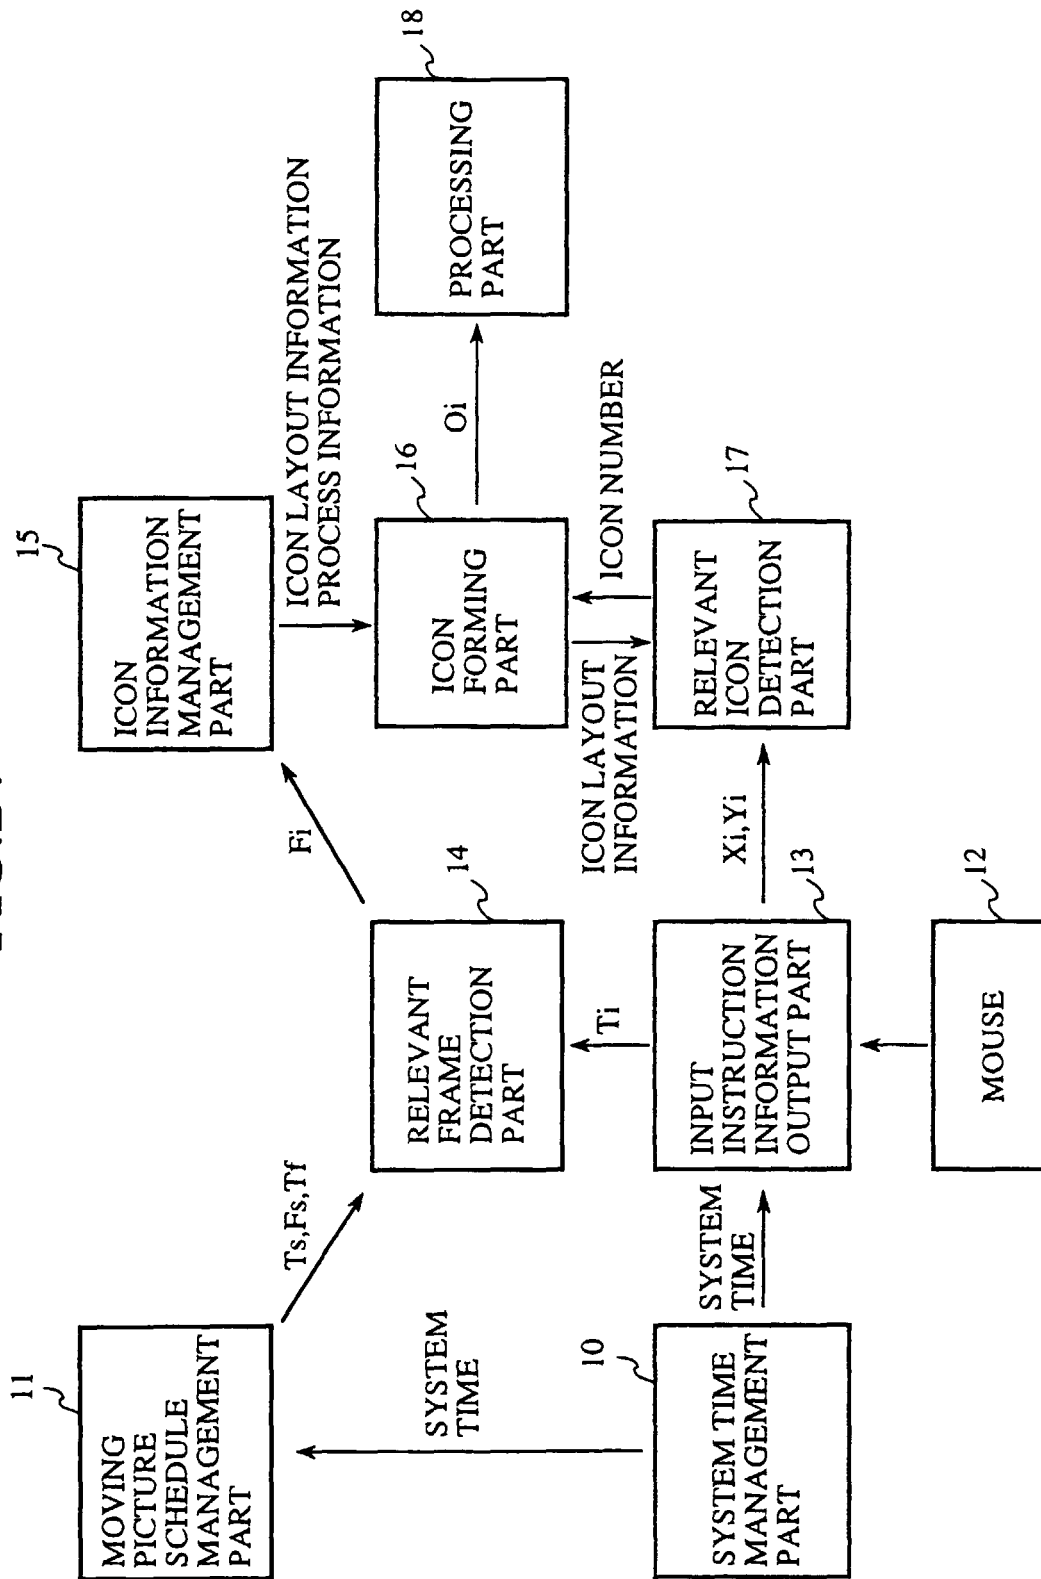 11
MOVING
PICTURE
SCHEDULE
MANAGEMENT
PART
15
ICON
INFORMATION
MANAGEMENT
PART
Ts,Fs,Tf
Fi
ICON LAYOUT INFORMATION
PROCESS INFORMATION
SYSTEM
TIME
14
RELEVANT
FRAME
DETECTION
PART
16
ICON
FORMING
PART
Oi
18
PROCESSING
PART
Ti
ICON LAYOUT
INFORMATION
ICON NUMBER
10
SYSTEM TIME
MANAGEMENT
PART
SYSTEM
TIME
13
INPUT
INSTRUCTION
INFORMATION
OUTPUT PART
Xi,Yi
17
RELEVANT
ICON
DETECTION
PART
12
MOUSE